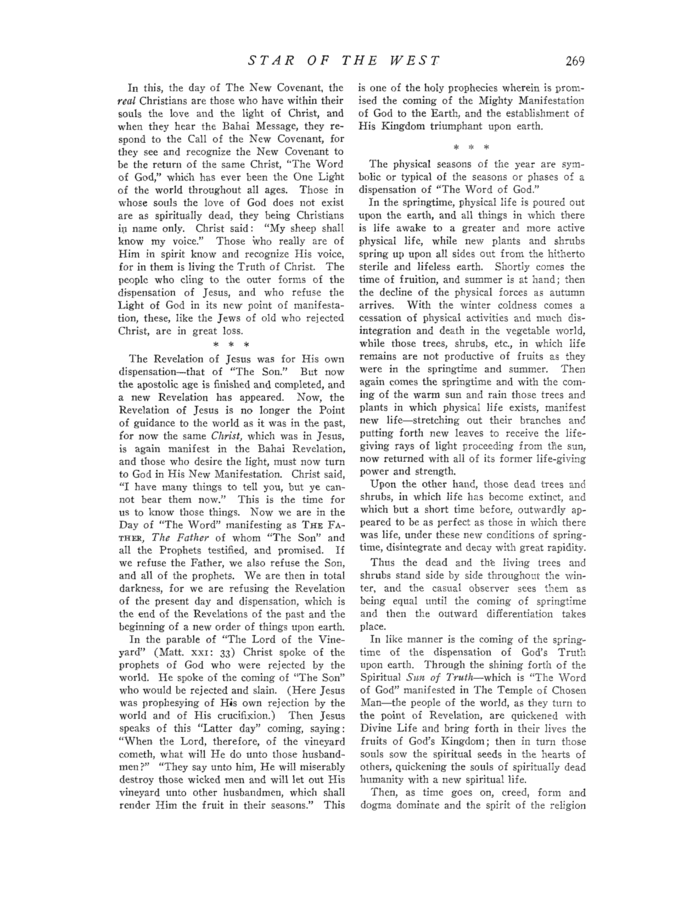 STAR OF THE WEST 269
In this, the day of The New Covenant, the
real Christians are those who have within their
souls the love and the light of Christ, and
when they hear the Bahai Message, they re-
spond to the Call of the New Covenant, for
they see and recognize the New Covenant to
be the return of the same Christ, "The Word
of God," which has ever been the One Light
of the world throughout all ages. Those in
whose souls the love of God does not exist
are as spiritually dead, they being Christians
in name only. Christ said: "My sheep shall
know my voice." Those who really are of
Him in spirit know and recognize His voice,
for in them is living the Truth of Christ. The
people who cling to the outer forms of the
dispensation of Jesus, and who refuse the
Light of God in its new point of manifesta-
tion, these, like the Jews of old who rejected
Christ, are in great loss.
* * *
The Revelation of Jesus was for His own
dispensation—that of "The Son." But now
the apostolic age is finished and completed, and
a new Revelation has appeared. Now, the
Revelation of Jesus is no longer the Point
of guidance to the world as it was in the past,
for now the same Christ, which was in Jesus,
is again manifest in the Bahai Revelation,
and those who desire the light, must now turn
to God in His New Manifestation. Christ said,
"I have many things to tell you, but ye can-
not bear them now." This is the time for
us to know those things. Now we are in the
Day of "The Word" manifesting as THE FA-
THER, The Father of whom "The Son" and
all the Prophets testified, and promised. If
we refuse the Father, we also refuse the Son,
and all of the prophets. We are then in total
darkness, for we are refusing the Revelation
of the present day and dispensation, which is
the end of the Revelations of the past and the
beginning of a new order of things upon earth.
In the parable of "The Lord of the Vine-
yard" (Matt. XXI: 33) Christ spoke of the
prophets of God who were rejected by the
world. He spoke of the coming of "The Son"
who would be rejected and slain. (Here Jesus
was prophesying of His own rejection by the
world and of His crucifixion.) Then Jesus
speaks of this "Latter day" coming, saying:
"When the Lord, therefore, of the vineyard
cometh, what will He do unto those husband-
men?" "They say unto him, He will miserably
destroy those wicked men and will let out His
vineyard unto other husbandmen, which shall
render Him the fruit in their seasons." This
is one of the holy prophecies wherein is prom-
ised the coming of the Mighty Manifestation
of God to the Earth, and the establishment of
His Kingdom triumphant upon earth.
* * *
The physical seasons of the year are sym-
bolic or typical of the seasons or phases of a
dispensation of "The Word of God."
In the springtime, physical life is poured out
upon the earth, and all things in which there
is life awake to a greater and more active
physical life, while new plants and shrubs
spring up upon all sides out from the hitherto
sterile and lifeless earth. Shortly comes the
time of fruition, and summer is at hand; then
the decline of the physical forces as autumn
arrives. With the winter coldness comes a
cessation of physical activities and much dis-
integration and death in the vegetable world,
while those trees, shrubs, etc., in which life
remains are not productive of fruits as they
were in the springtime and summer. Then
again comes the springtime and with the com-
ing of the warm sun and rain those trees and
plants in which physical life exists, manifest
new life—stretching out their branches and
putting forth new leaves to receive the life-
giving rays of light proceeding from the sun,
now returned with all of its former life-giving
power and strength.
Upon the other hand, those dead trees and
shrubs, in which life has become extinct, and
which but a short time before, outwardly ap-
peared to be as perfect as those in which there
was life, under these new conditions of spring-
time, disintegrate and decay with great rapidity.
Thus the dead and the living trees and
shrubs stand side by side throughout the win-
ter, and the casual observer sees them as
being equal until the coming of springtime
and then the outward differentiation takes
place.
In like manner is the coming of the spring-
time of the dispensation of God's Truth
upon earth. Through the shining forth of the
Spiritual Sun of Truth—which is "The Word
of God" manifested in The Temple of Chosen
Man—the people of the world, as they turn to
the point of Revelation, are quickened with
Divine Life and bring forth in their lives the
fruits of God's Kingdom; then in turn those
souls sow the spiritual seeds in the hearts of
others, quickening the souls of spiritually dead
humanity with a new spiritual life.
Then, as time goes on, creed, form and
dogma dominate and the spirit of the religion